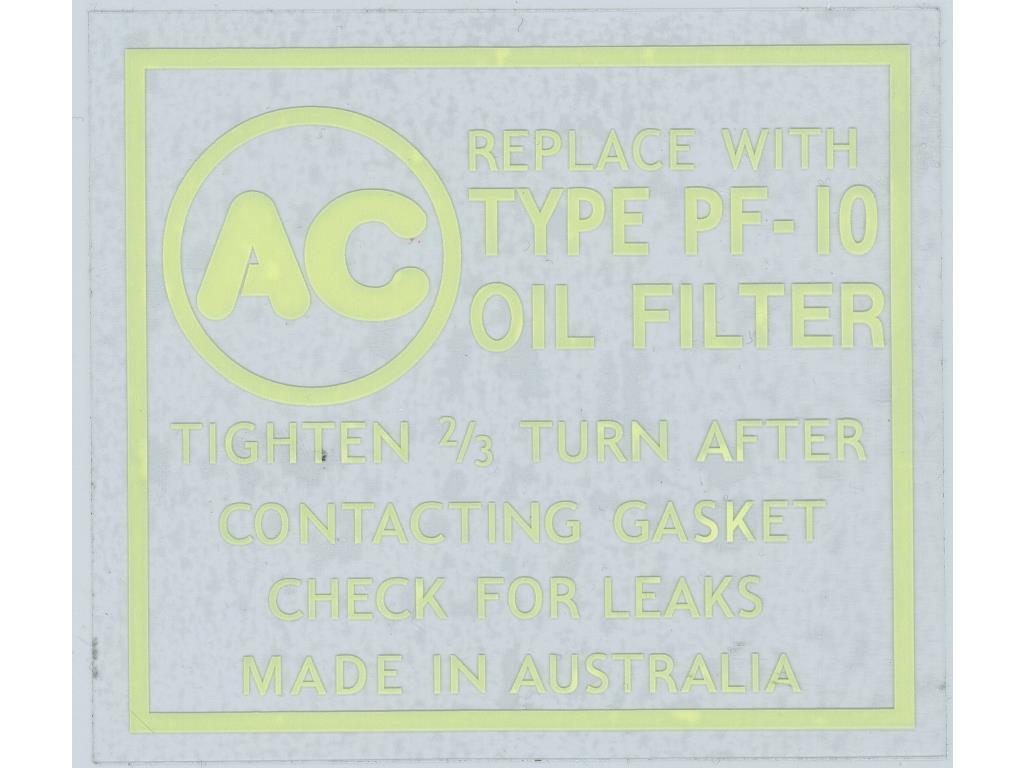 AC
REPLACE WITH
TYPE PF-10
OIL FILTER
TIGHTEN 2/3 TURN AFTER
CONTACTING GASKET
CHECK FOR LEAKS
MADE IN AUSTRALIA